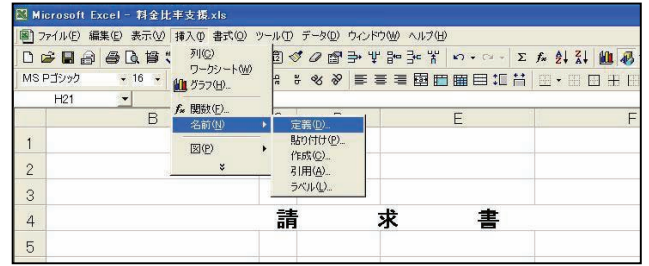 Microsoft Excel - 料金比率支援.xls
ファイル(F) 編集(E) 表示(V) 挿入(I) 書式(O) ツール(T) データ(D) ウィンドウ(W) ヘルプ(H)
列(C)
ワークシート(W)
グラフ(H)...
関数(F)...
名前(N)
図(P)
定義(D)...
貼り付け(P)...
作成(C)...
引用(A)...
ラベル(L)...
MS Pゴシック 16
H21
B E F
1
2
3
4 請 求 書
5